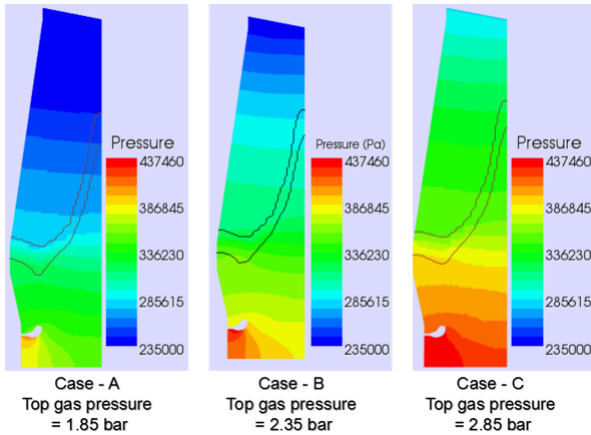 Pressure
437460
386845
336230
285615
235000
Case - A
Top gas pressure
= 1.85 bar
Pressure (Pa)
437460
386845
336230
285615
235000
Case - B
Top gas pressure
= 2.35 bar
Pressure
437460
386845
336230
285615
235000
Case - C
Top gas pressure
= 2.85 bar